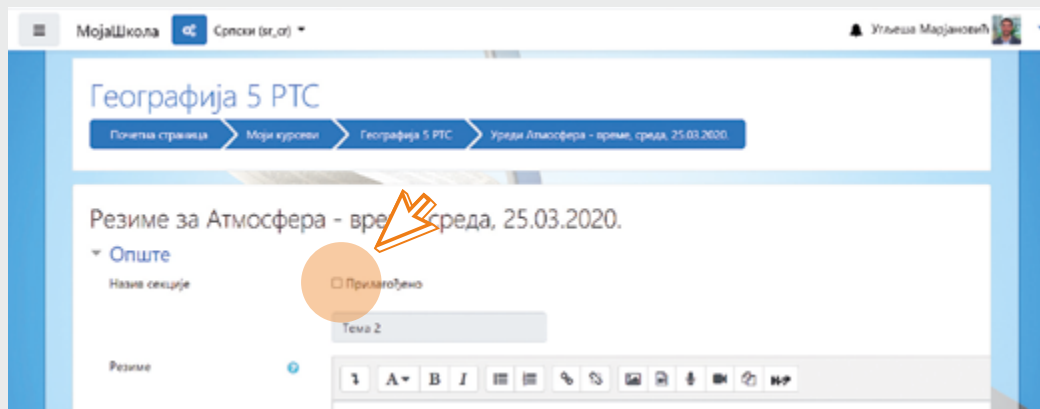 МојаШкола Српски (sr_cr) Угљеша Марјановић
Географија 5 РТС
Почетна страница Моји курсеви Географија 5 РТС Уреди Атмосфера - време, среда, 25.03.2020.
Резиме за Атмосфера - време, среда, 25.03.2020.
Опште
Назив секције Прилагођено
Тема 2
Резиме
A B I H-P